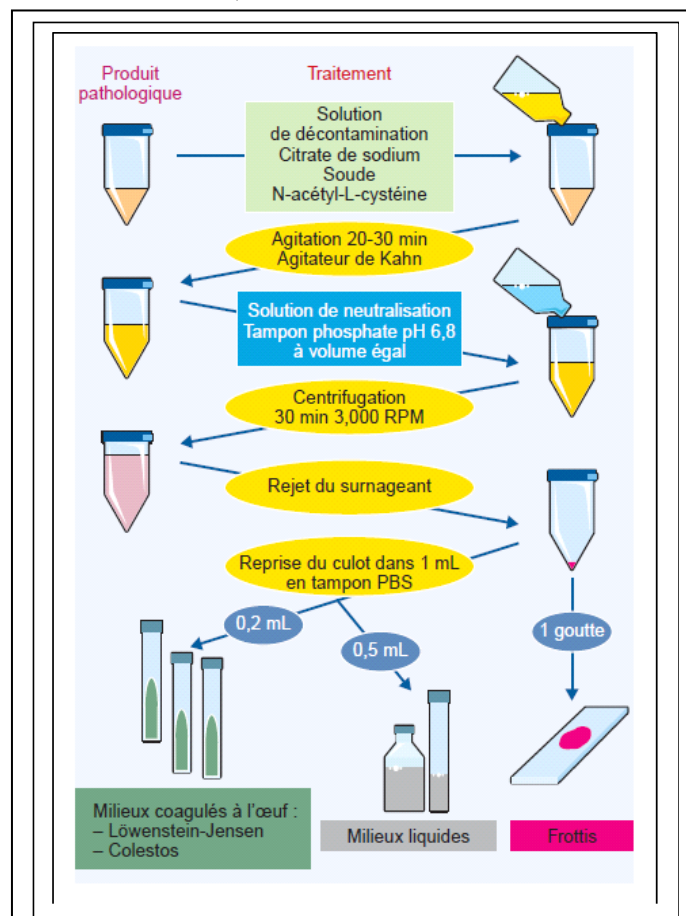 Produit
pathologique
Traitement
Solution
de décontamination
Citrate de sodium
Soude
N-acétyl-L-cystéine
Agitation 20-30 min
Agitateur de Kahn
Solution de neutralisation
Tampon phosphate pH 6,8
à volume égal
Centrifugation
30 min 3,000 RPM
Rejet du surnageant
Reprise du culot dans 1 mL
en tampon PBS
0,2 mL
0,5 mL
1 goutte
Milieux coagulés à l'œuf :
– Löwenstein-Jensen
– Colestos
Milieux liquides
Frottis